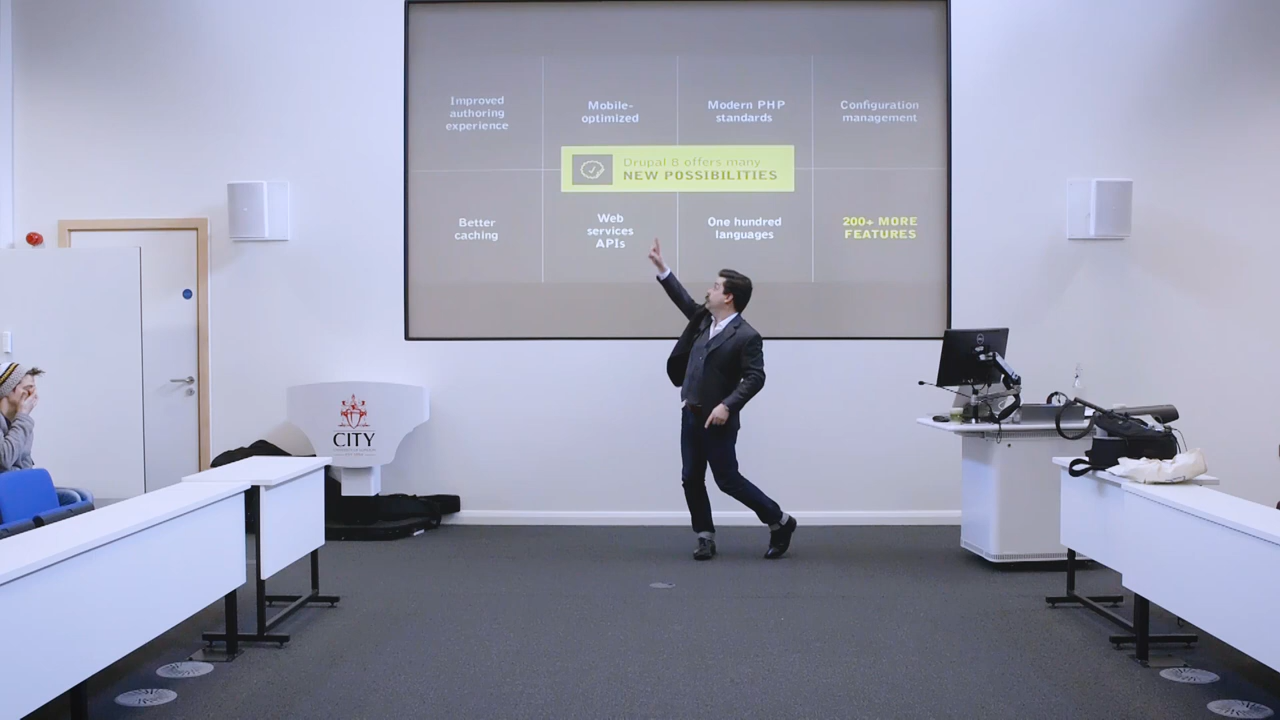 Improved
authoring
experience
Mobile-
optimized
Modern PHP
standards
Configuration
management
Drupal 8 offers many
NEW POSSIBILITIES
Better
caching
Web
services
APIs
One hundred
languages
200+ MORE
FEATURES
CITY